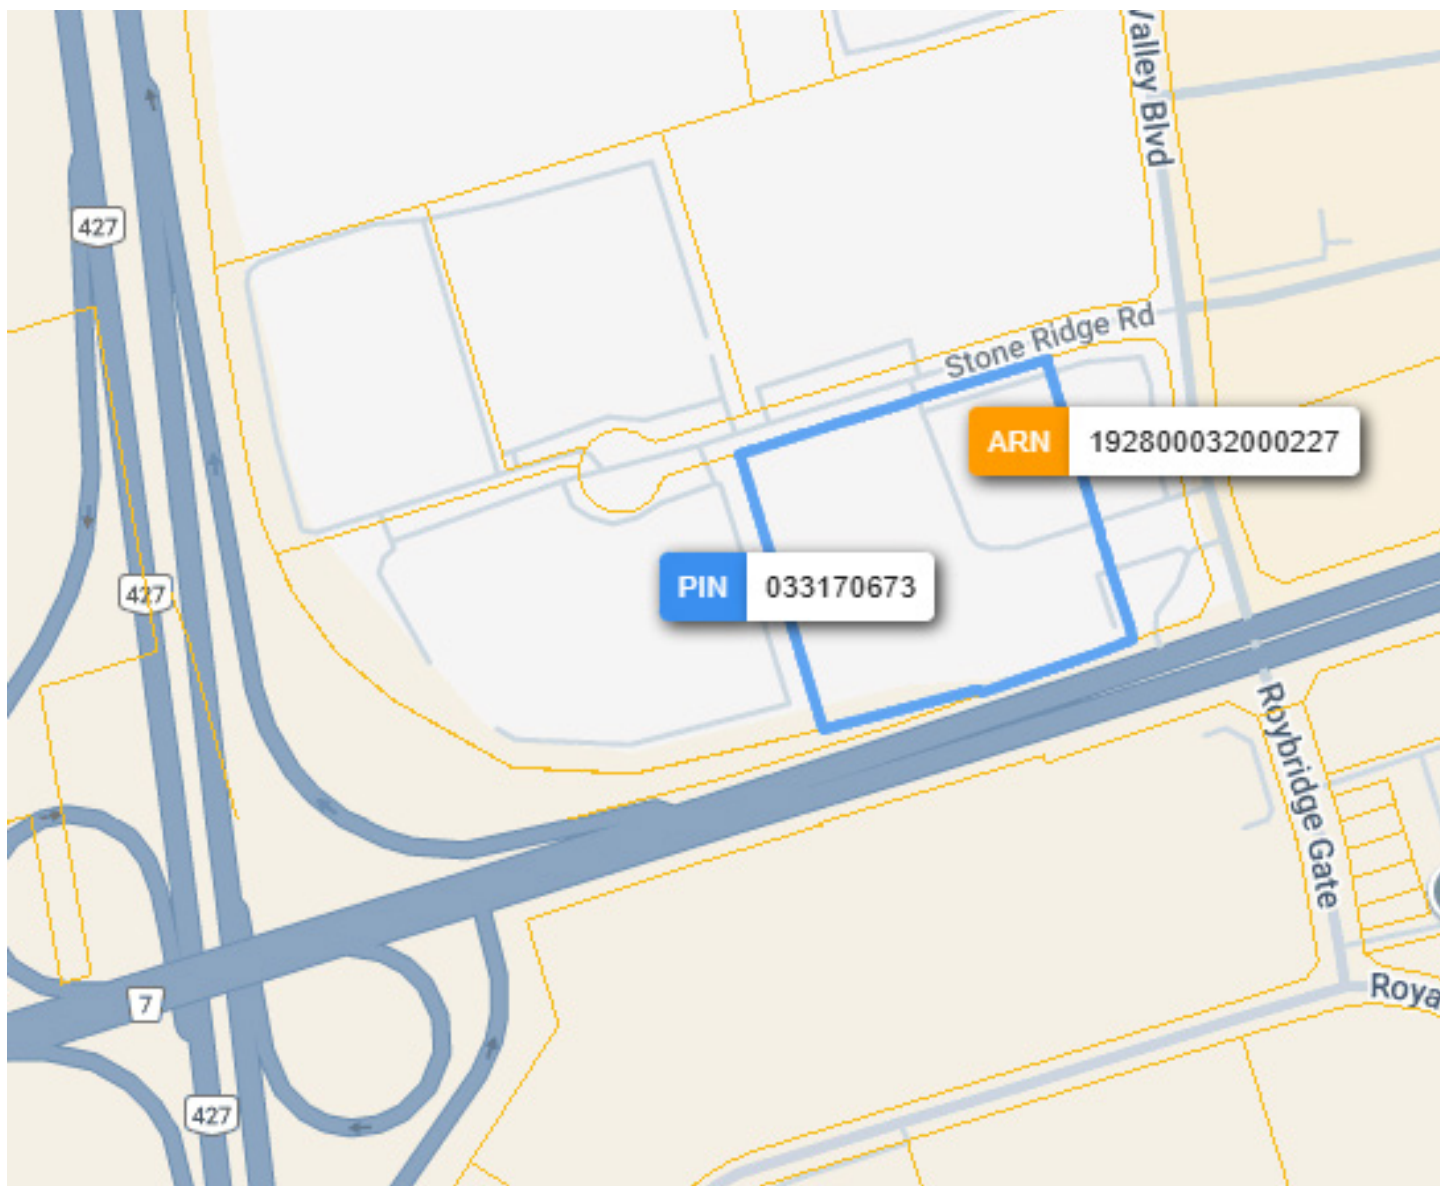 Valley Blvd
427
Stone Ridge Rd
ARN 192800032000227
PIN 033170673
427
Roybridge Gate
7
Roya
427